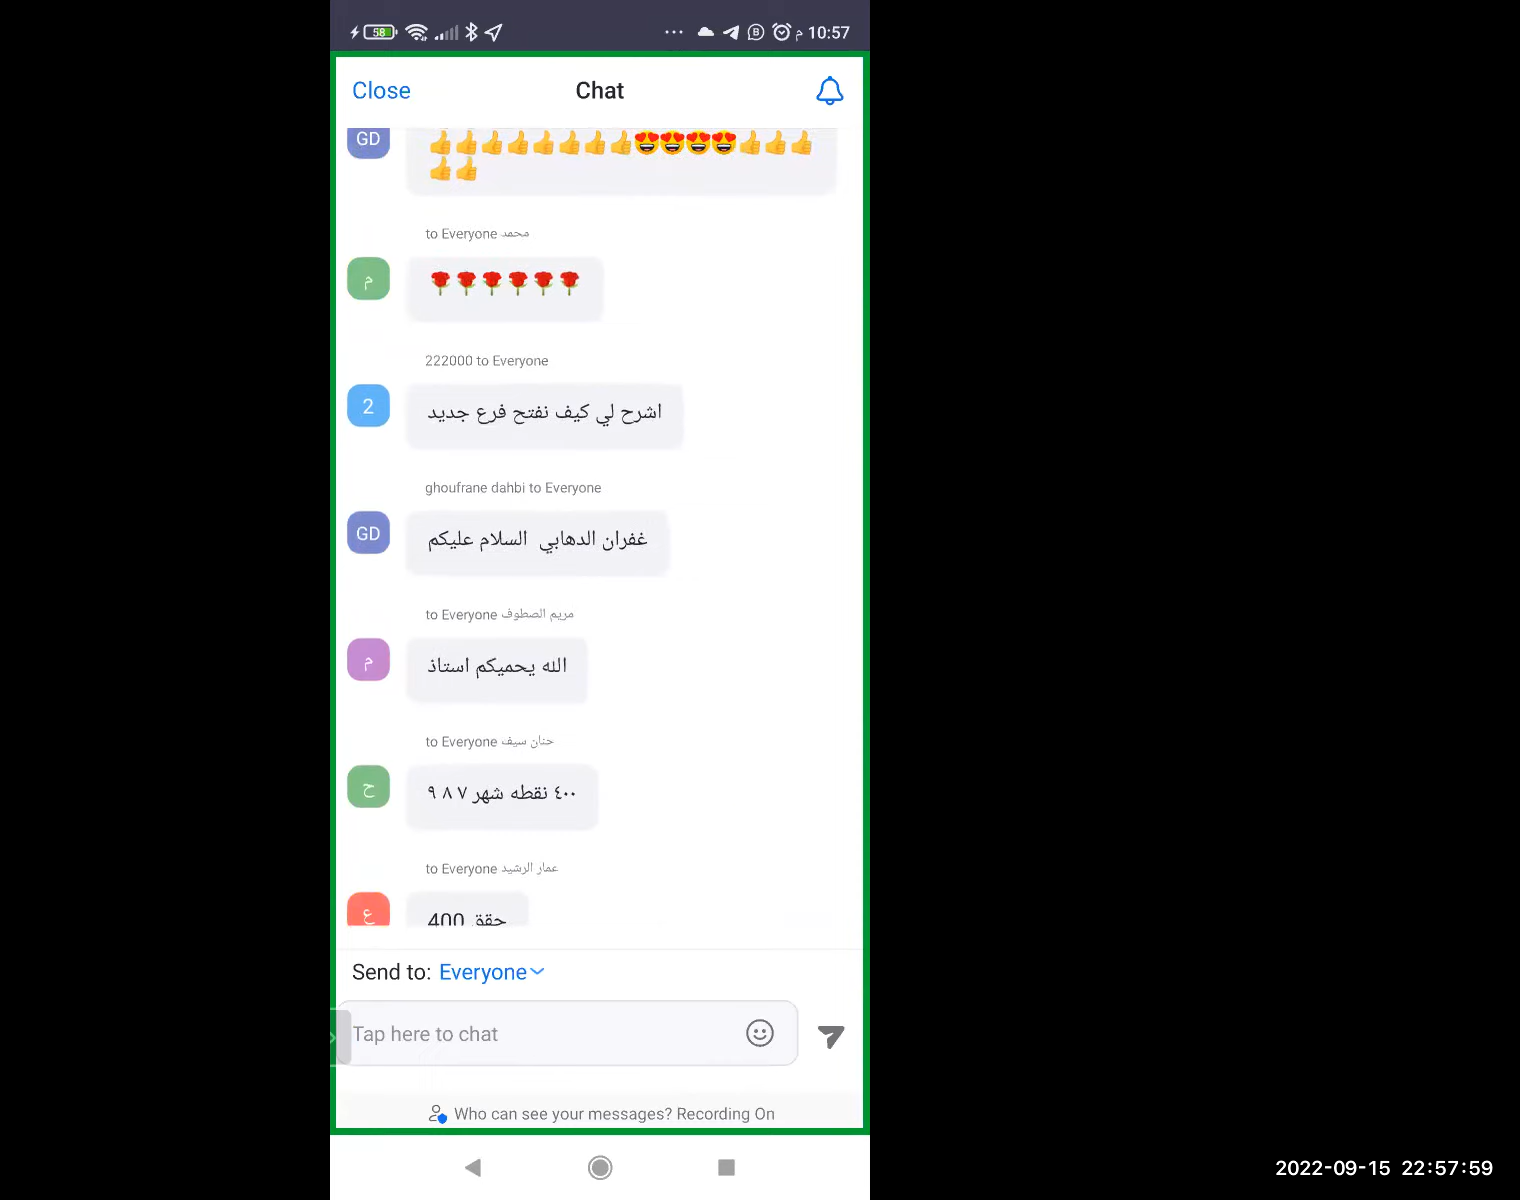 58
10:57 م
Close
Chat
GD
👍👍👍👍👍👍👍👍😍😍😍😍👍👍👍
👍👍
to Everyone محمد
م
🌹🌹🌹🌹🌹🌹
222000 to Everyone
2
اشرح لي كيف نفتح فرع جديد
ghoufrane dahbi to Everyone
GD
غفران الدهابي السلام عليكم
to Everyone مريم الصطوف
م
الله يحميكم استاذ
to Everyone حنان سيف
ح
٤٠٠ نقطه شهر ٧ ٨ ٩
to Everyone عمار الرشيد
ع
حقق 400
Send to: Everyone
Tap here to chat
Who can see your messages? Recording On
2022-09-15 22:57:59